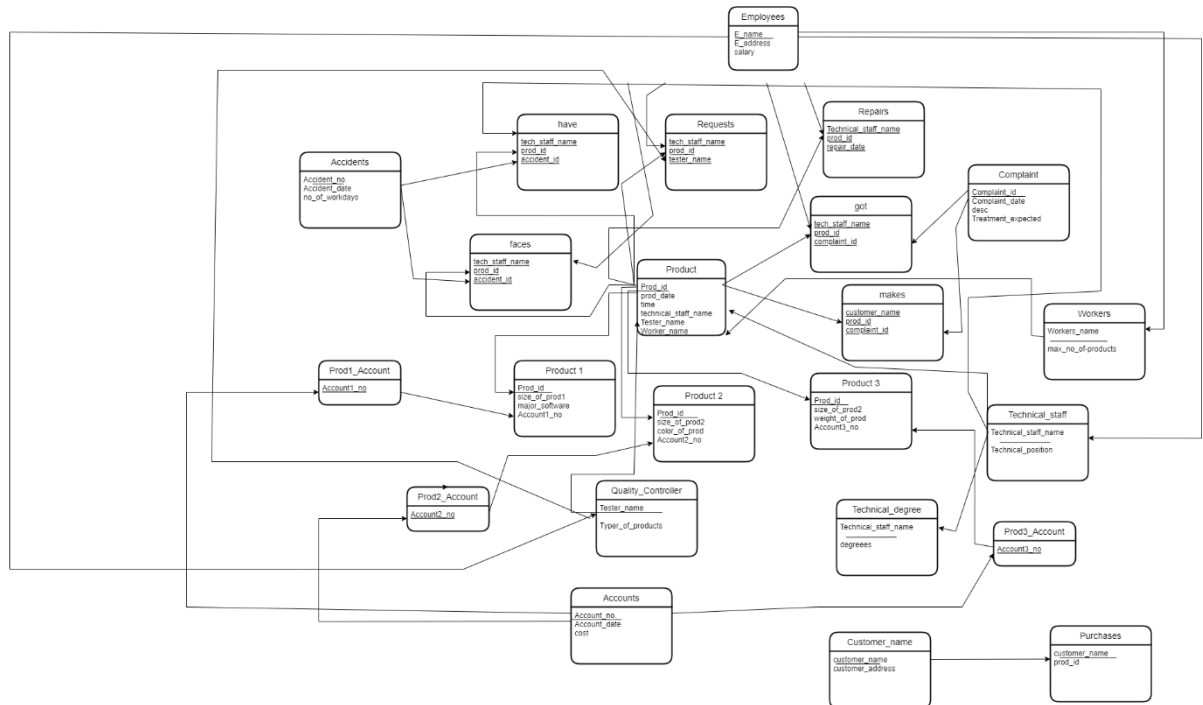 Employees
E_name
E_address
salary
have
tech_staff_name
prod_id
accident_id
Requests
tech_staff_name
prod_id
tester_name
Repairs
Technical_staff_name
prod_id
repair_date
Accidents
Accident_no
Accident_date
no_of_workdays
Complaint
Complaint_id
Complaint_date
desc
Treatment_expected
got
tech_staff_name
prod_id
complaint_id
faces
tech_staff_name
prod_id
accident_id
Product
Prod_id
prod_date
time
technical_staff_name
Tester_name
Worker_name
makes
customer_name
prod_id
complaint_id
Workers
Workers_name
max_no_of-products
Prod1_Account
Account1_no
Product 1
Prod_id
size_of_prod1
major_software
Account1_no
Product 2
Prod_id
size_of_prod2
color_of_prod
Account2_no
Product 3
Prod_id
size_of_prod2
weight_of_prod
Account3_no
Technical_staff
Technical_staff_name
Technical_position
Prod2_Account
Account2_no
Quality_Controller
Tester_name
Typer_of_products
Technical_degree
Technical_staff_name
degreees
Prod3_Account
Account3_no
Accounts
Account_no.
Account_date
cost
Customer_name
customer_name
customer_address
Purchases
customer_name
prod_id